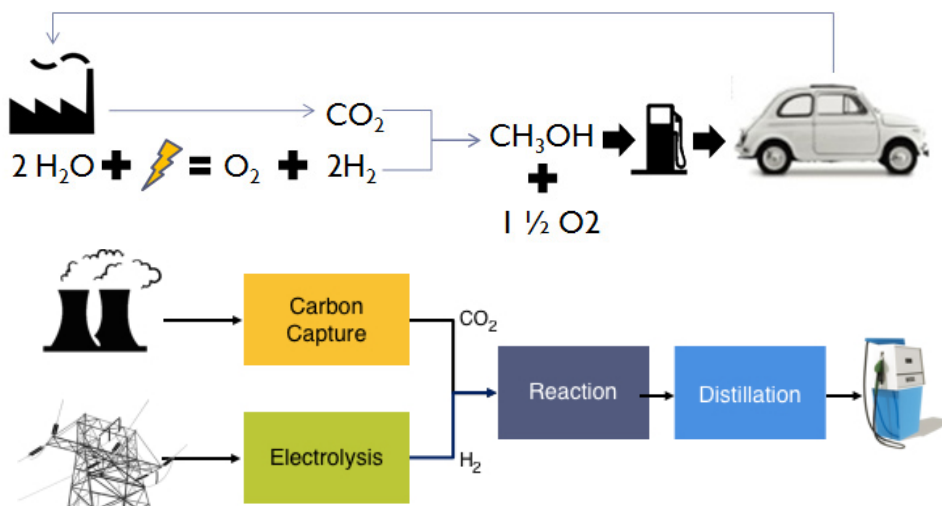 CO₂
CH₃OH
2 H₂O + = O₂ + 2H₂
+
1 ½ O2
Carbon
Capture
CO₂
Reaction
Distillation
Electrolysis
H₂